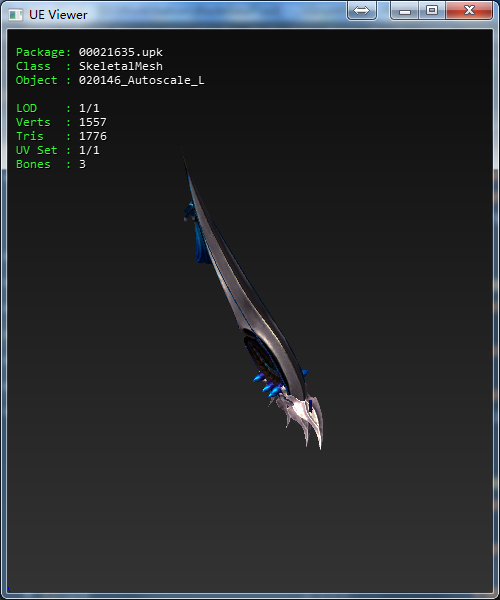 UE Viewer
Package: 00021635.upk
Class : SkeletalMesh
Object : 020146_Autoscale_L
LOD : 1/1
Verts : 1557
Tris : 1776
UV Set : 1/1
Bones : 3